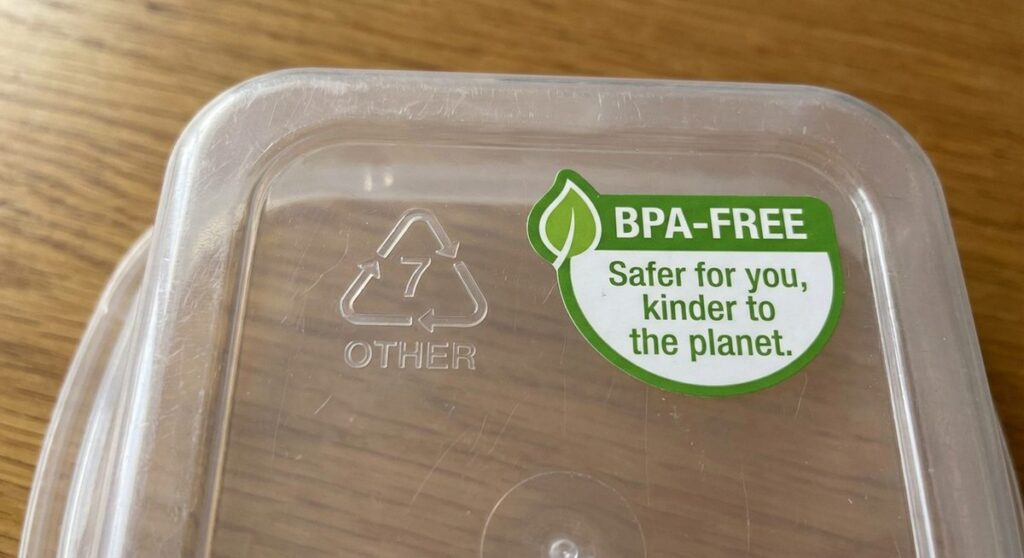 7
OTHER
BPA-FREE
Safer for you,
kinder to
the planet.